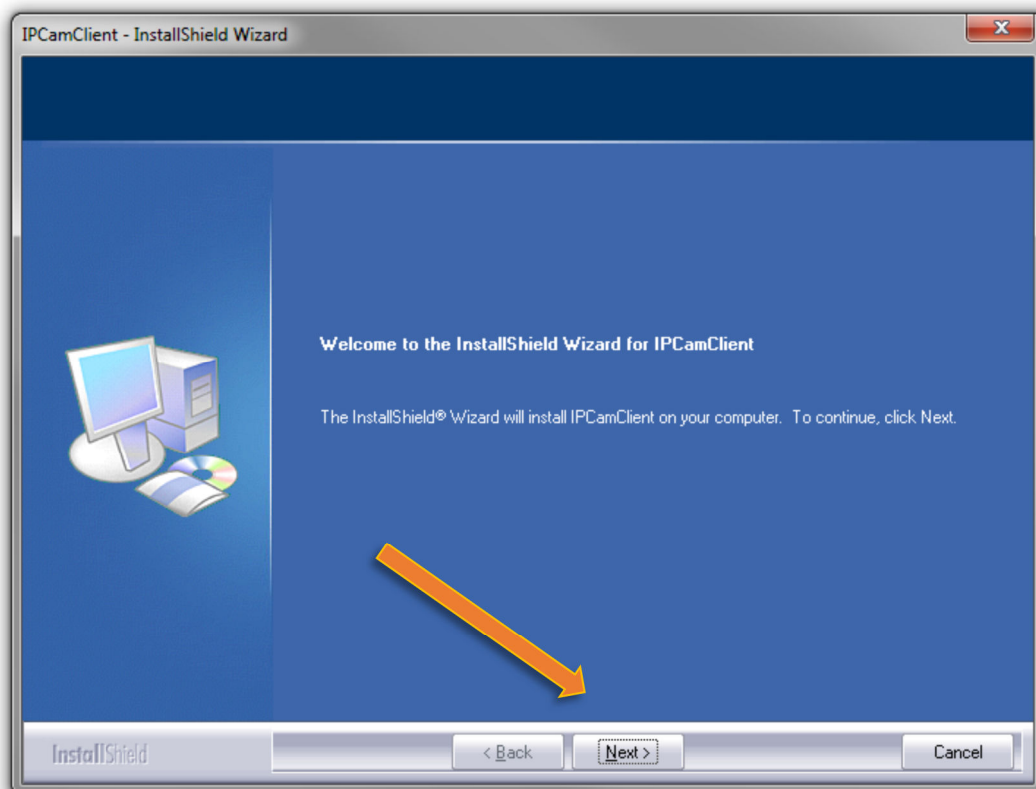 IPCamClient - InstallShield Wizard
Welcome to the InstallShield Wizard for IPCamClient
The InstallShield® Wizard will install IPCamClient on your computer. To continue, click Next.
InstallShield
< Back
Next >
Cancel